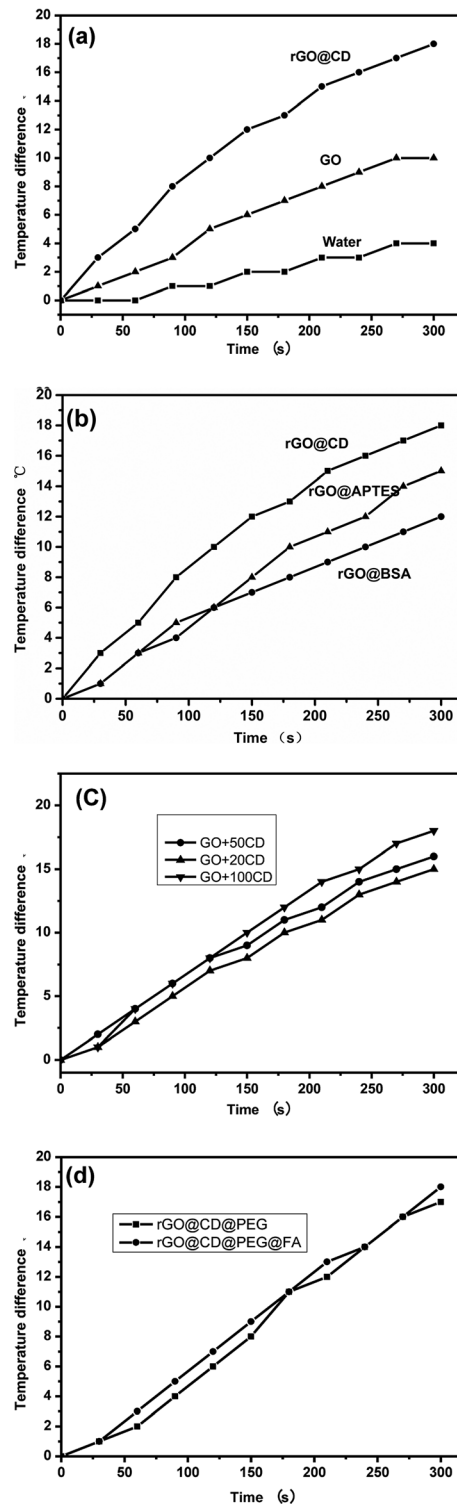 (a)
Temperature difference
18
16
14
12
10
8
6
4
2
0
rGO@CD
GO
Water
0 50 100 150 200 250 300
Time (s)
(b)
Temperature difference ℃
18
16
14
12
10
8
6
4
2
0
rGO@CD
rGO@APTES
rGO@BSA
0 50 100 150 200 250 300
Time (s)
(C)
Temperature difference
15
10
5
0
GO+50CD
GO+20CD
GO+100CD
0 50 100 150 200 250 300
Time (s)
(d)
Temperature difference
18
16
14
12
10
8
6
4
2
0
rGO@CD@PEG
rGO@CD@PEG@FA
0 50 100 150 200 250 300
Time (s)